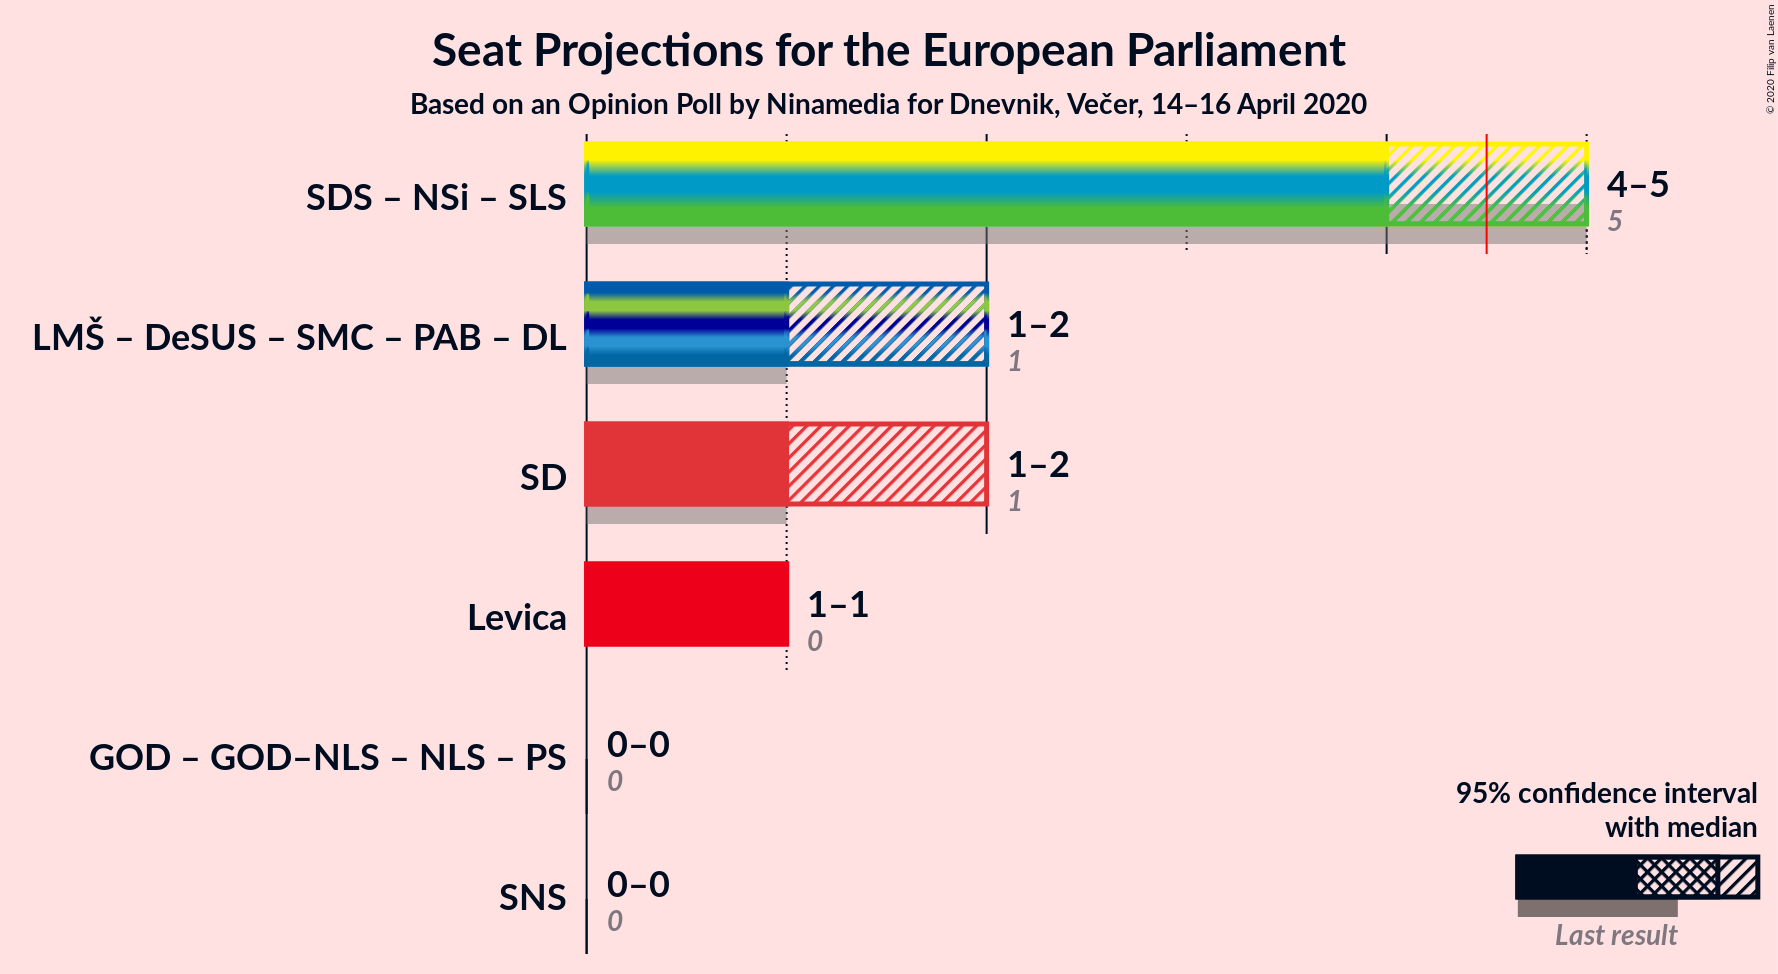 Seat Projections for the European Parliament
Based on an Opinion Poll by Ninamedia for Dnevnik, Večer, 14–16 April 2020
© 2020 Filip van Laenen
SDS – NSi – SLS
4–5
5
LMŠ – DeSUS – SMC – PAB – DL
1–2
1
SD
1–2
1
Levica
1–1
0
GOD – GOD–NLS – NLS – PS
0–0
0
SNS
0–0
0
95% confidence interval
with median
Last result